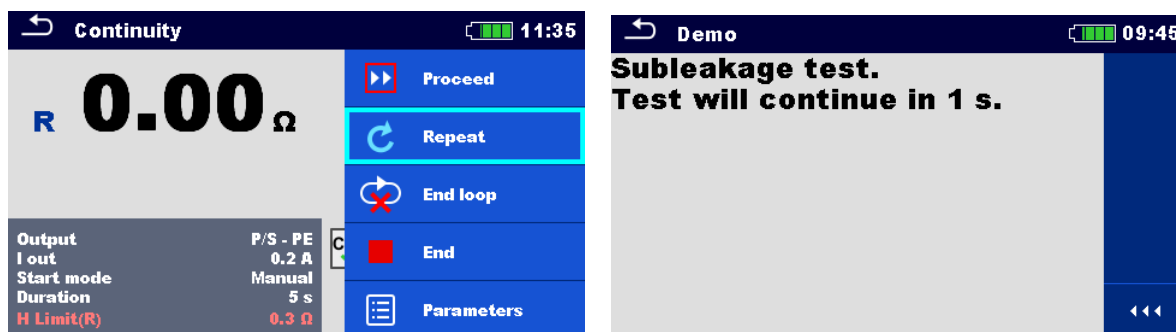 Continuity 11:35
R 0.00 Ω
Proceed
Repeat
End loop
End
Parameters
Output P/S - PE
I out 0.2 A
Start mode Manual
Duration 5 s
H Limit(R) 0.3 Ω
C
Demo 09:45
Subleakage test.
Test will continue in 1 s.